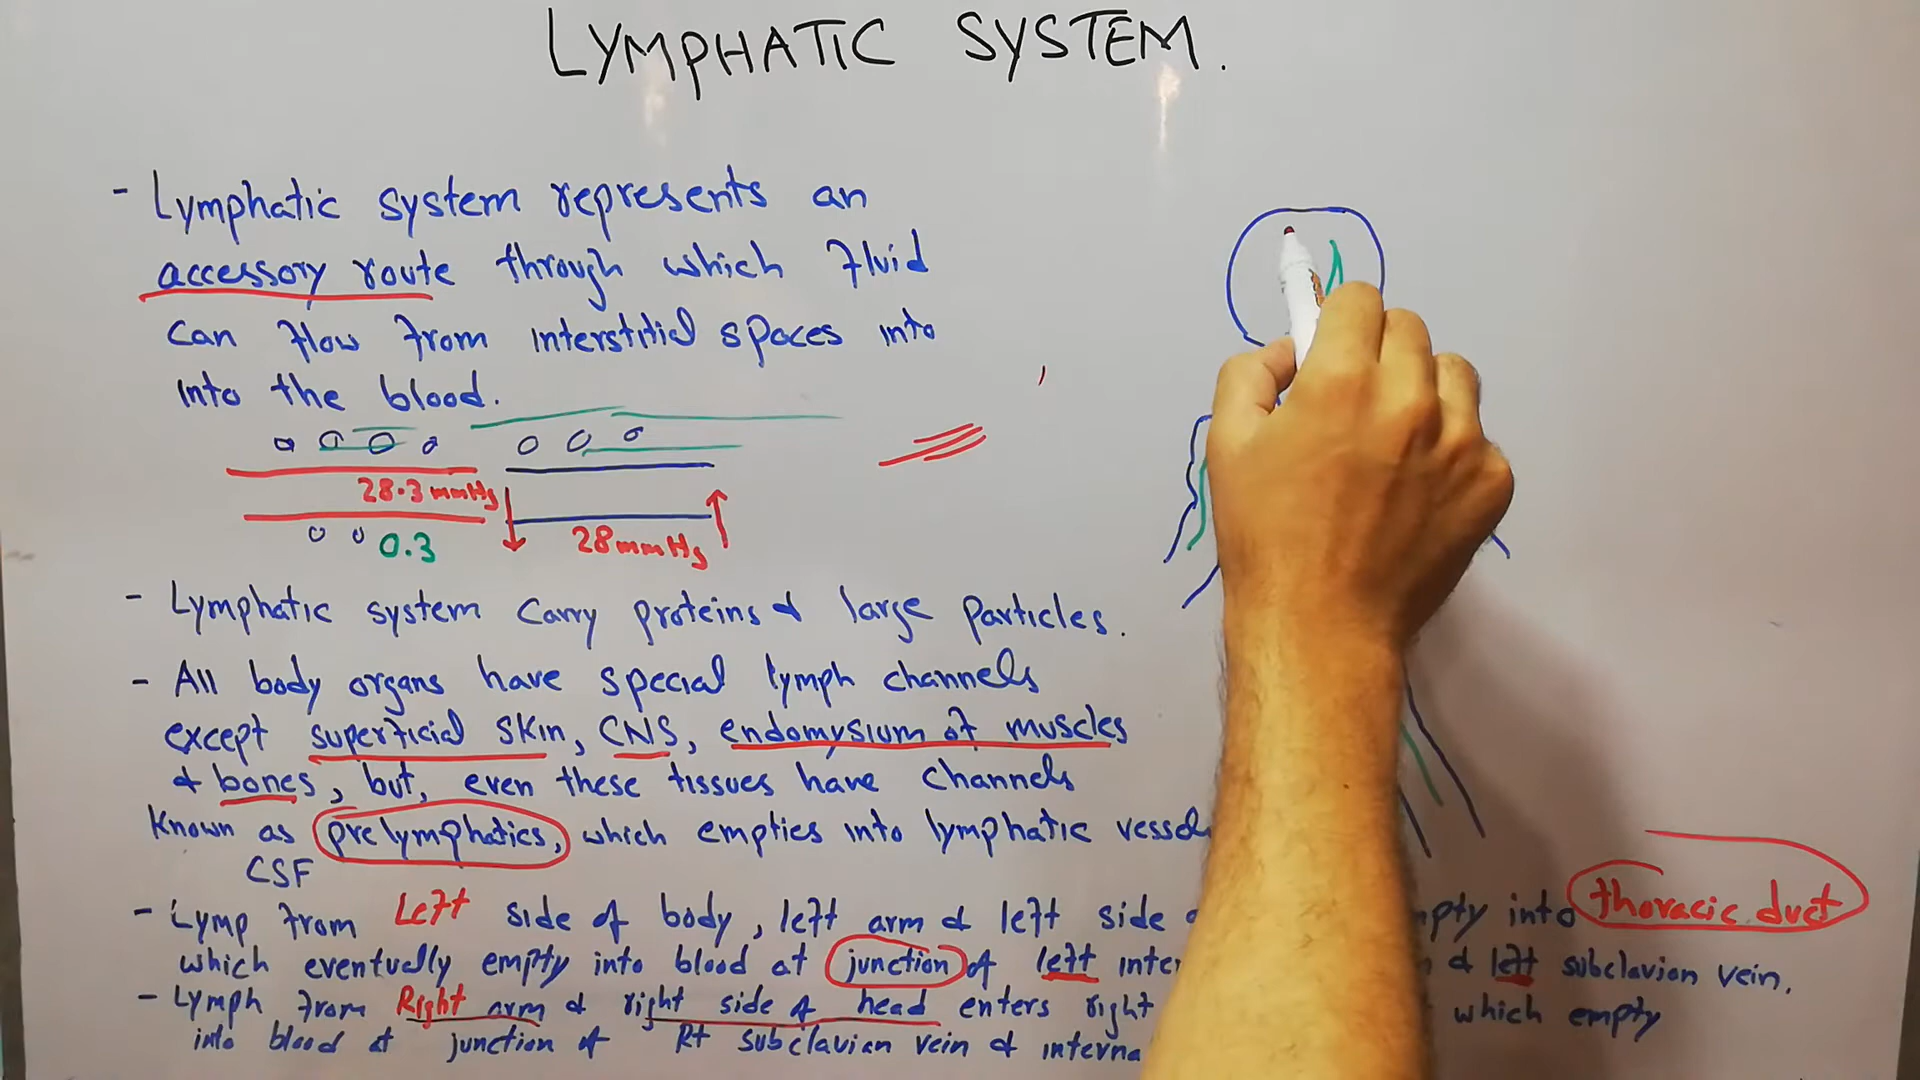 LYMPHATIC SYSTEM.
- Lymphatic system represents an
accessory route through which fluid
can flow from interstitial spaces into
into the blood.
28.3 mmHg
0.3
28 mmHg
- Lymphatic system carry proteins & large particles.
- All body organs have special lymph channels
except superficial skin, CNS, endomysium of muscles
& bones, but, even these tissues have channels
known as prelymphatics, which empties into lymphatic
CSF
- Lymp from Left side of body, left arm & left side into thoracic duct
which eventually empty into blood at junction of left & left subclavian vein.
- Lymph from Right arm & right side of head enters right which empty
into blood at junction of Rt subclavian vein &